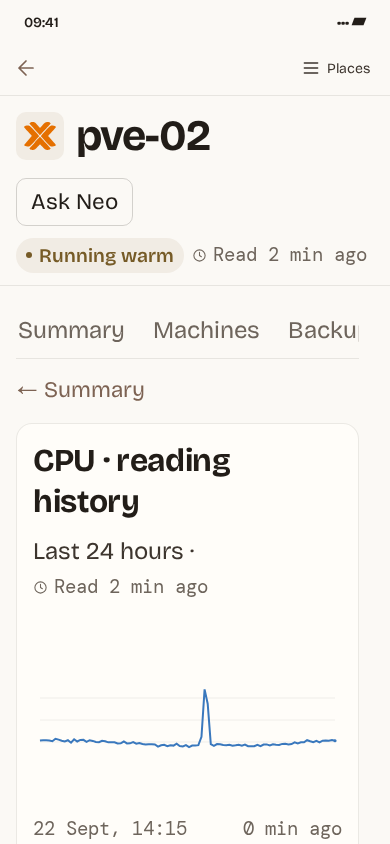 09:41
Places
pve-02
Ask Neo
• Running warm
Read 2 min ago
Summary
Machines
Backu
← Summary
CPU · reading
history
Last 24 hours ·
Read 2 min ago
22 Sept, 14:15
0 min ago